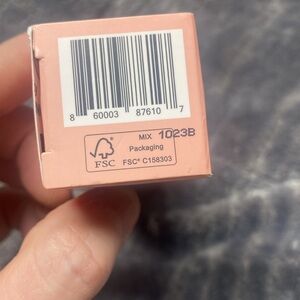 8 60003 87610 7
MIX 1023B
Packaging
FSC
FSC® C158303